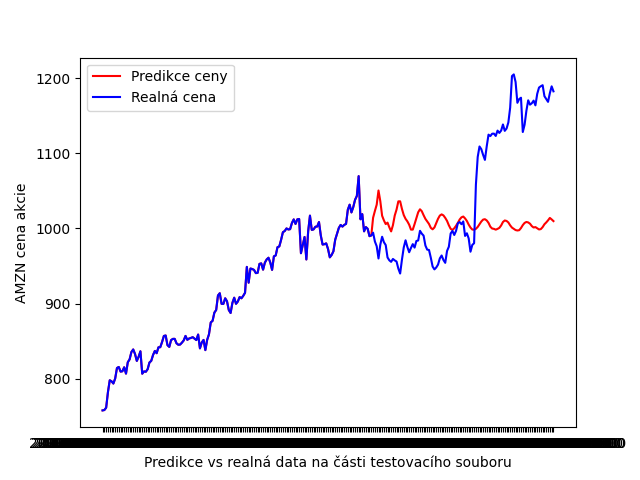 Predikce ceny
Realná cena
1200
1100
1000
900
800
AMZN cena akcie
Predikce vs realná data na části testovacího souboru